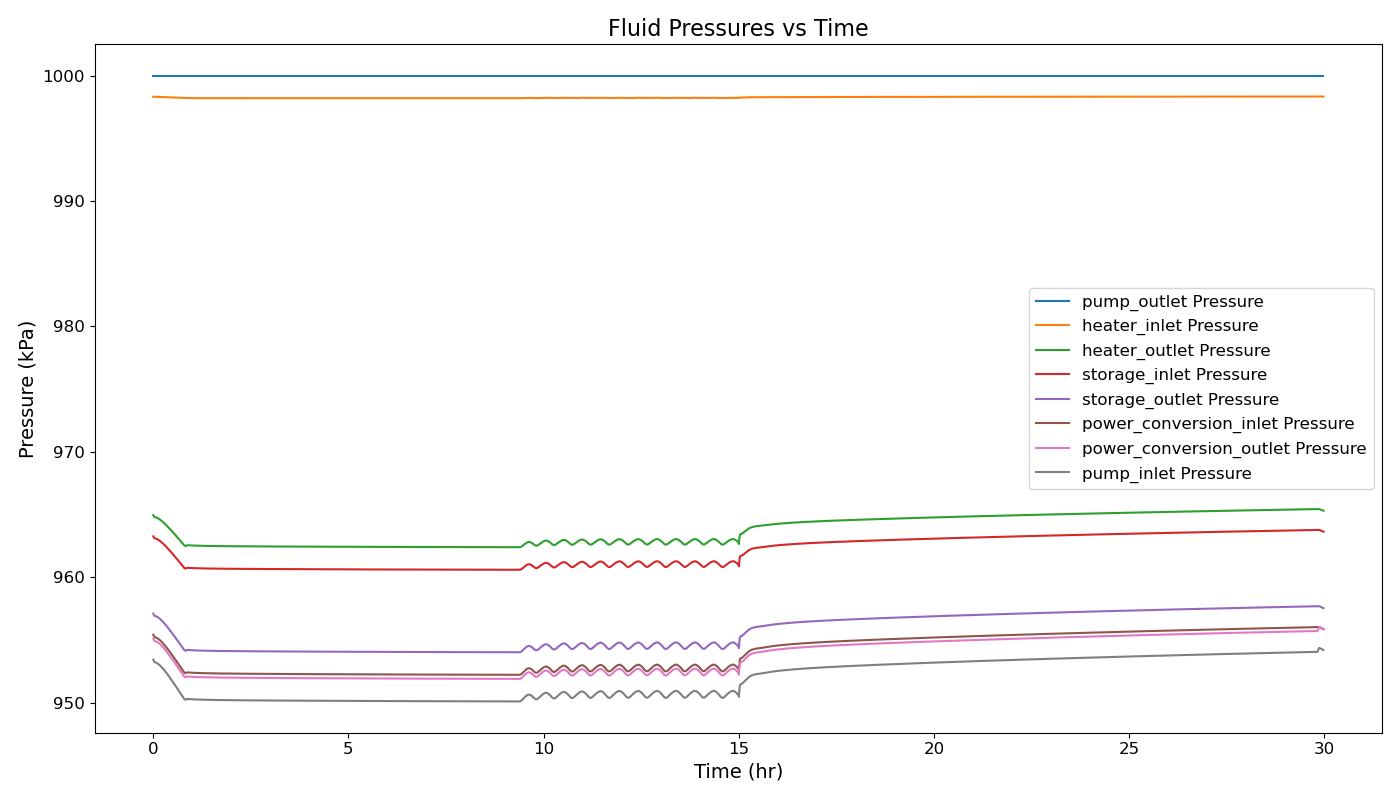 Fluid Pressures vs Time
1000
990
980
970
960
950
Pressure (kPa)
pump_outlet Pressure
heater_inlet Pressure
heater_outlet Pressure
storage_inlet Pressure
storage_outlet Pressure
power_conversion_inlet Pressure
power_conversion_outlet Pressure
pump_inlet Pressure
0 5 10 15 20 25 30
Time (hr)